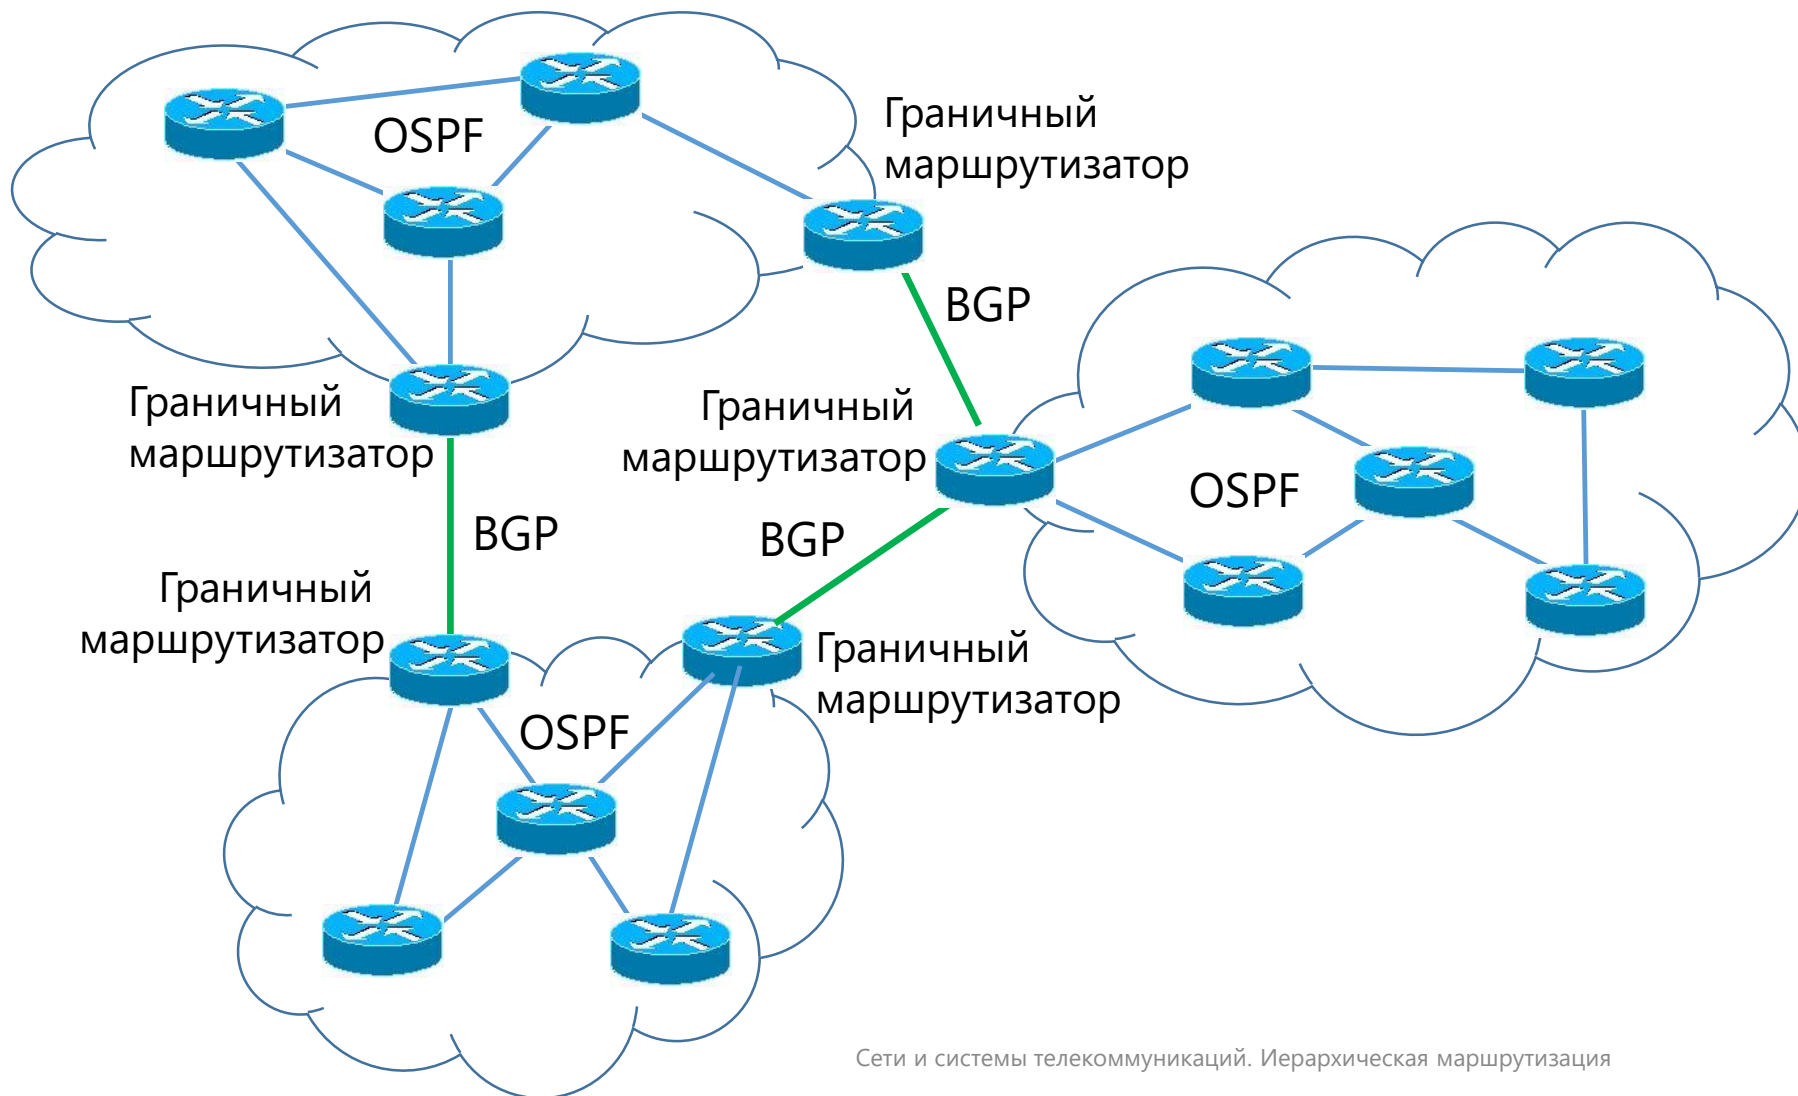 OSPF
Граничный
маршрутизатор
BGP
Граничный
маршрутизатор
Граничный
маршрутизатор
OSPF
BGP
BGP
Граничный
маршрутизатор
Граничный
маршрутизатор
OSPF
Сети и системы телекоммуникаций. Иерархическая маршрутизация